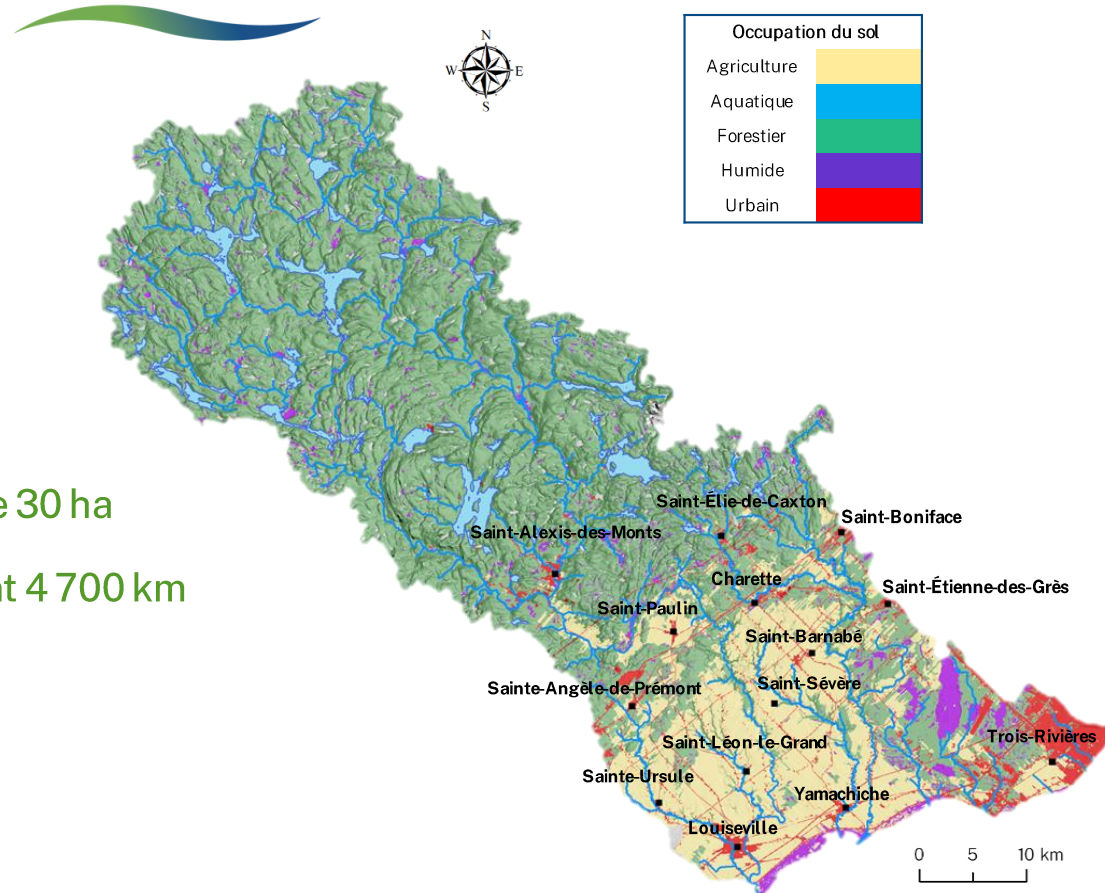 N
W E
S
Occupation du sol
Agriculture
Aquatique
Forestier
Humide
Urbain
30 ha
4 700 km
Saint-Élie-de-Caxton
Saint-Boniface
Saint-Alexis-des-Monts
Charette
Saint-Étienne-des-Grès
Saint-Paulin
Saint-Barnabé
Saint-Sévère
Sainte-Angèle-de-Prémont
Trois-Rivières
Saint-Léon-le-Grand
Sainte-Ursule
Yamachiche
Louiseville
0 5 10 km